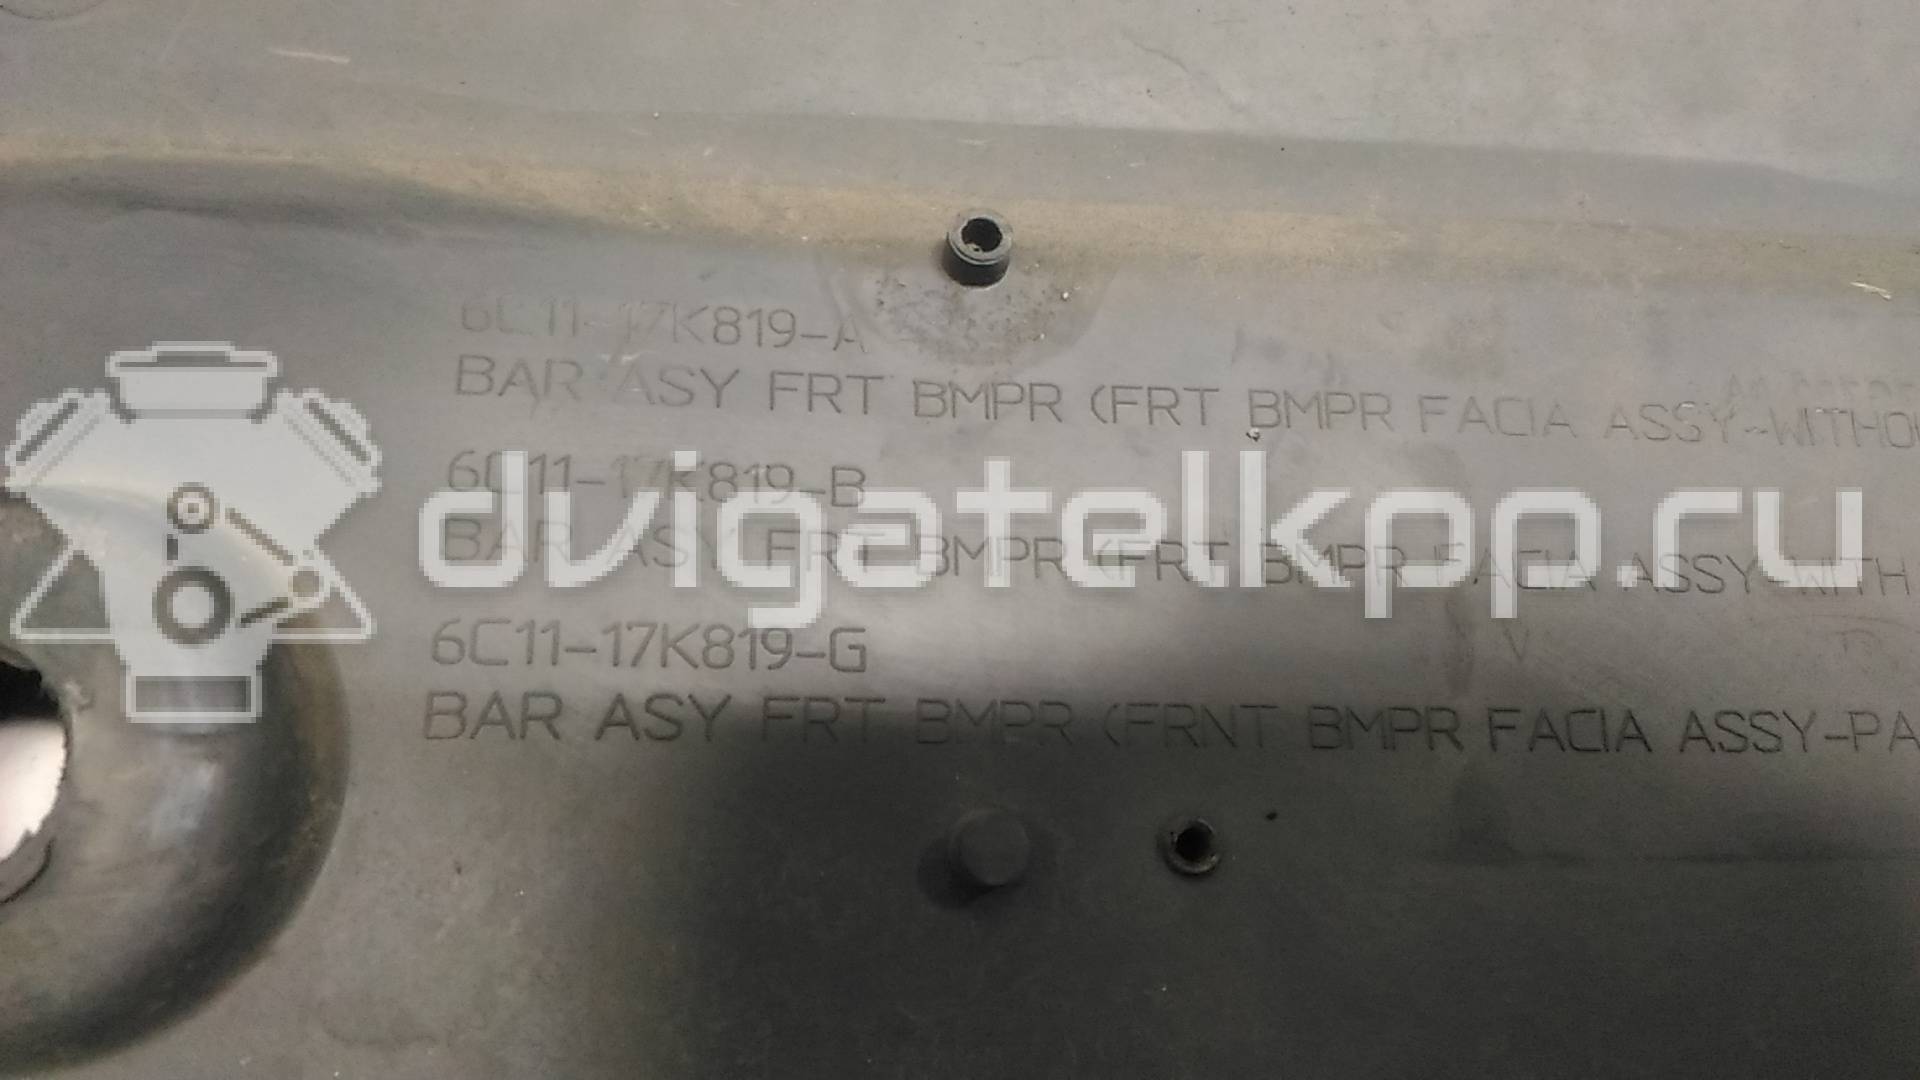 6C11-17K819-A
BAR ASY FRT BMPR (FRT BMPR FACIA ASSY-WITHOU
6C11-17K819-B
BAR ASY FRT BMPR (FRT BMPR FACIA ASSY-WITH
dvigatelkpp.ru
6C11-17K819-G
BAR ASY FRT BMPR (FRNT BMPR FACIA ASSY-PA